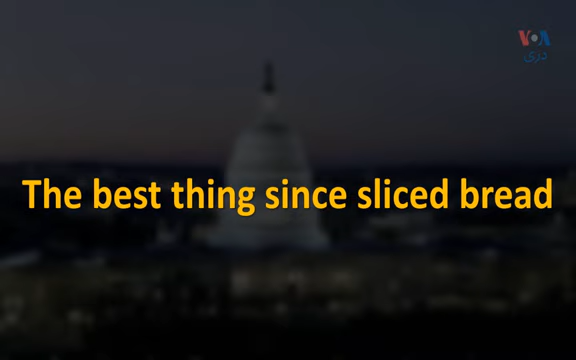 VOA
دری
The best thing since sliced bread